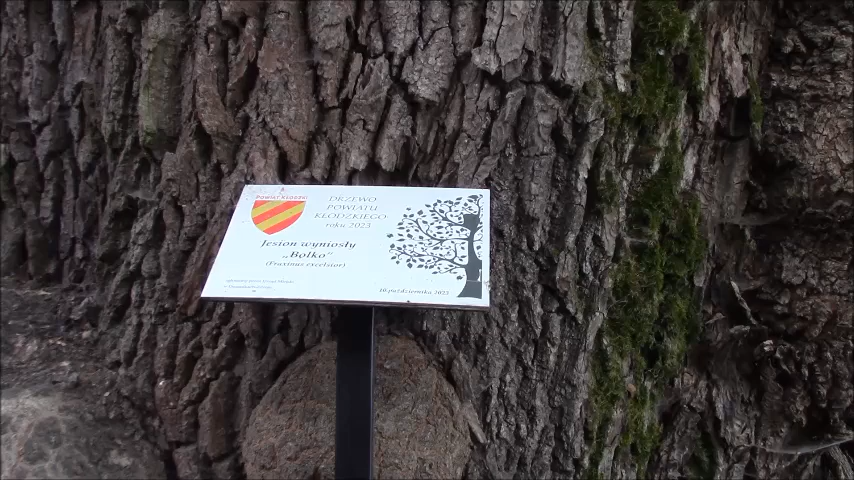 POWIAT KŁODZKI
DRZEWO
POWIATU
KŁODZKIEGO
roku 2023
Jesion wyniosły
„Bolko"
(Fraxinus excelsior)
10 października 2023